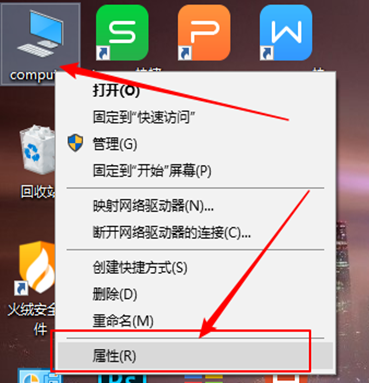 S
P
W
compu
打开(O)
固定到"快速访问"
管理(G)
固定到"开始"屏幕(P)
回收站
映射网络驱动器(N)...
断开网络驱动器的连接(C)...
创建快捷方式(S)
删除(D)
火绒安全
件
重命名(M)
属性(R)